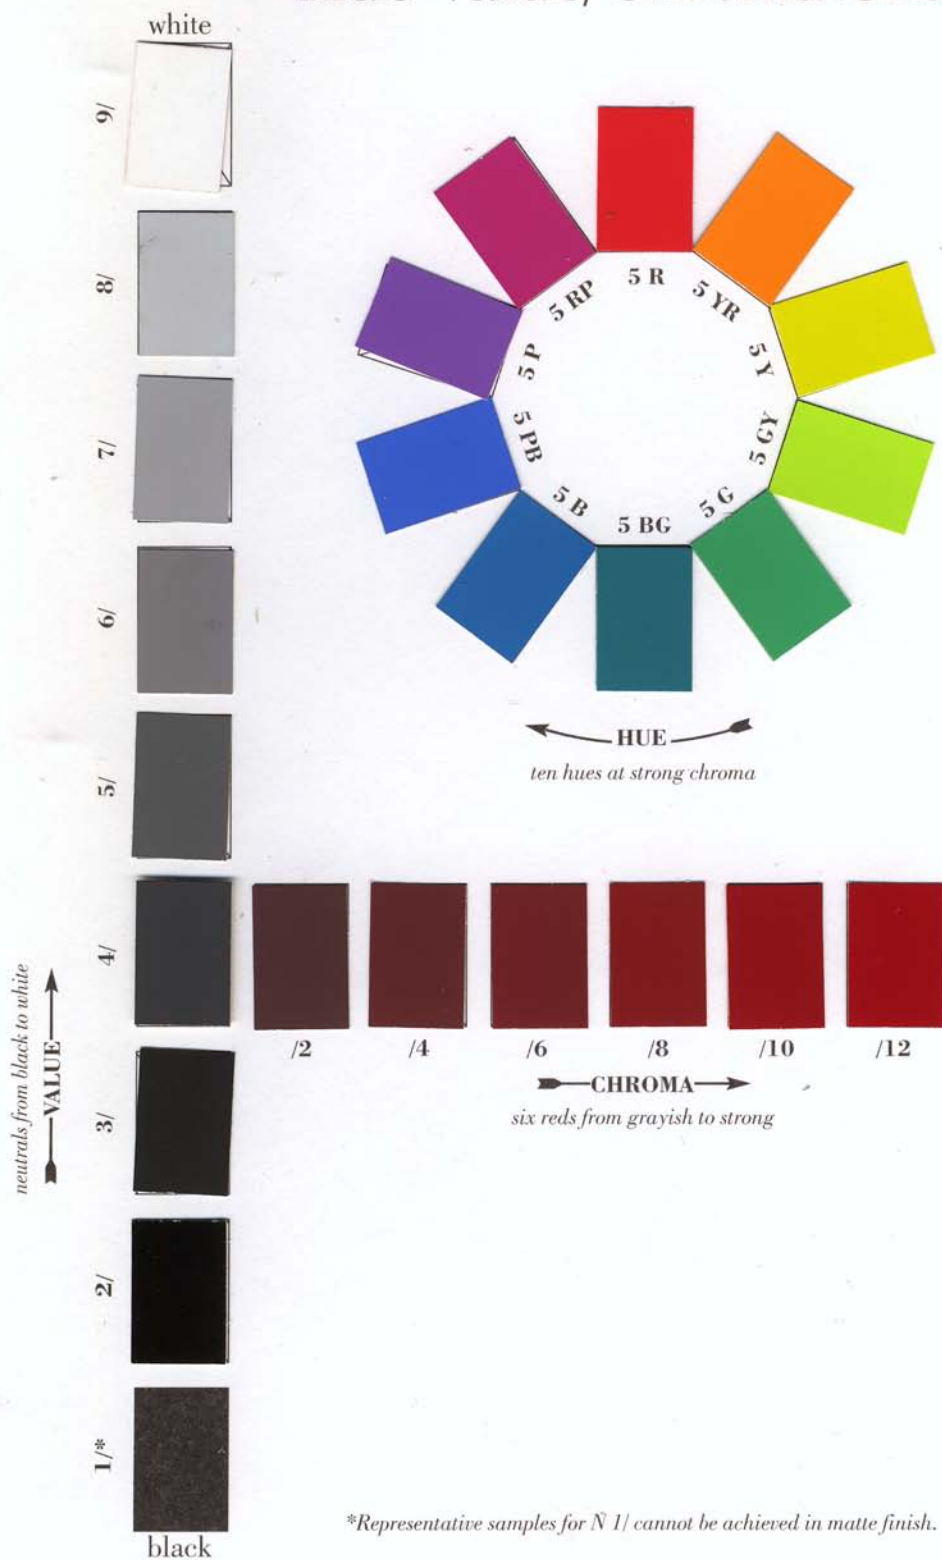 white
9/
8/
7/
6/
5/
4/
3/
2/
1/*
black
neutrals from black to white
VALUE
5 R
5 YR
5 Y
5 GY
5 G
5 BG
5 B
5 PB
5 P
5 RP
HUE
ten hues at strong chroma
/2
/4
/6
/8
/10
/12
CHROMA
six reds from grayish to strong
*Representative samples for N 1/ cannot be achieved in matte finish.